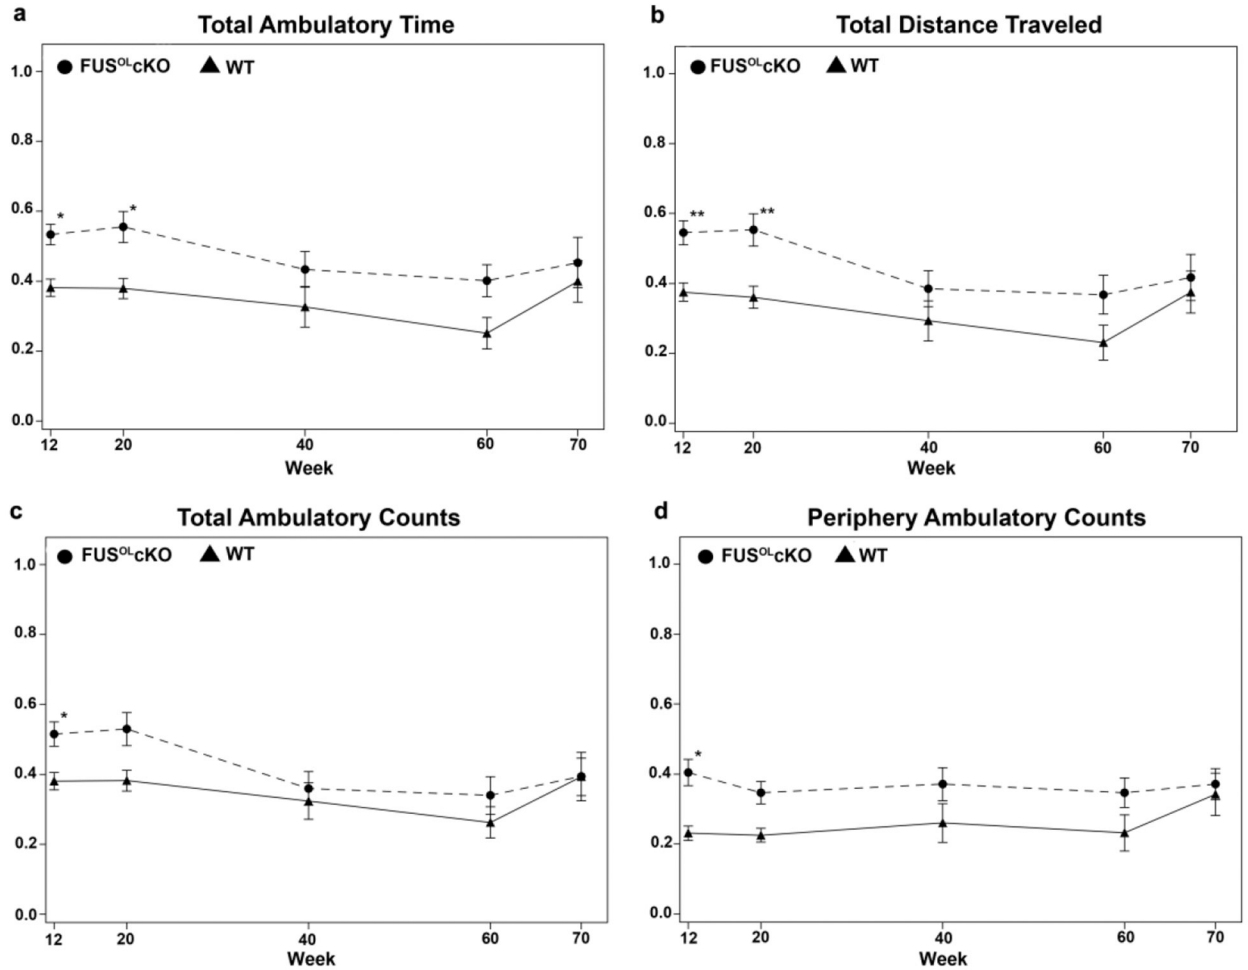 a Total Ambulatory Time
FUSᴼᴸcKO WT
1.0
0.8
0.6
0.4
0.2
0.0
* *
12 20 40 60 70
Week
b Total Distance Traveled
FUSᴼᴸcKO WT
1.0
0.8
0.6
0.4
0.2
0.0
** **
12 20 40 60 70
Week
c Total Ambulatory Counts
FUSᴼᴸcKO WT
1.0
0.8
0.6
0.4
0.2
0.0
*
12 20 40 60 70
Week
d Periphery Ambulatory Counts
FUSᴼᴸcKO WT
1.0
0.8
0.6
0.4
0.2
0.0
*
12 20 40 60 70
Week